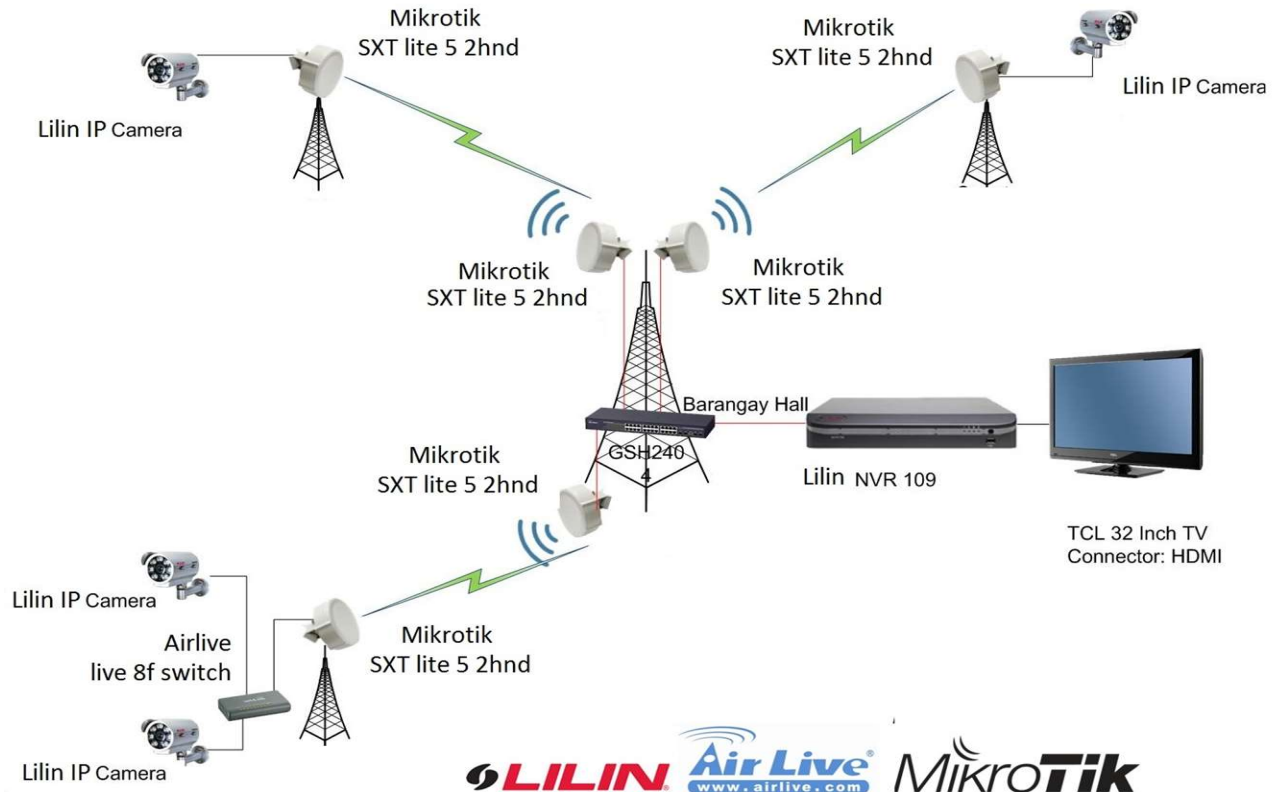 Mikrotik
SXT lite 5 2hnd
Lilin IP Camera
Mikrotik
SXT lite 5 2hnd
Lilin IP Camera
Mikrotik
SXT lite 5 2hnd
Mikrotik
SXT lite 5 2hnd
Barangay Hall
GSH240
4
Lilin NVR 109
TCL 32 Inch TV
Connector: HDMI
Mikrotik
SXT lite 5 2hnd
Lilin IP Camera
Airlive
live 8f switch
Lilin IP Camera
Mikrotik
SXT lite 5 2hnd
LILIN
Air Live®
www.airlive.com
MikroTik